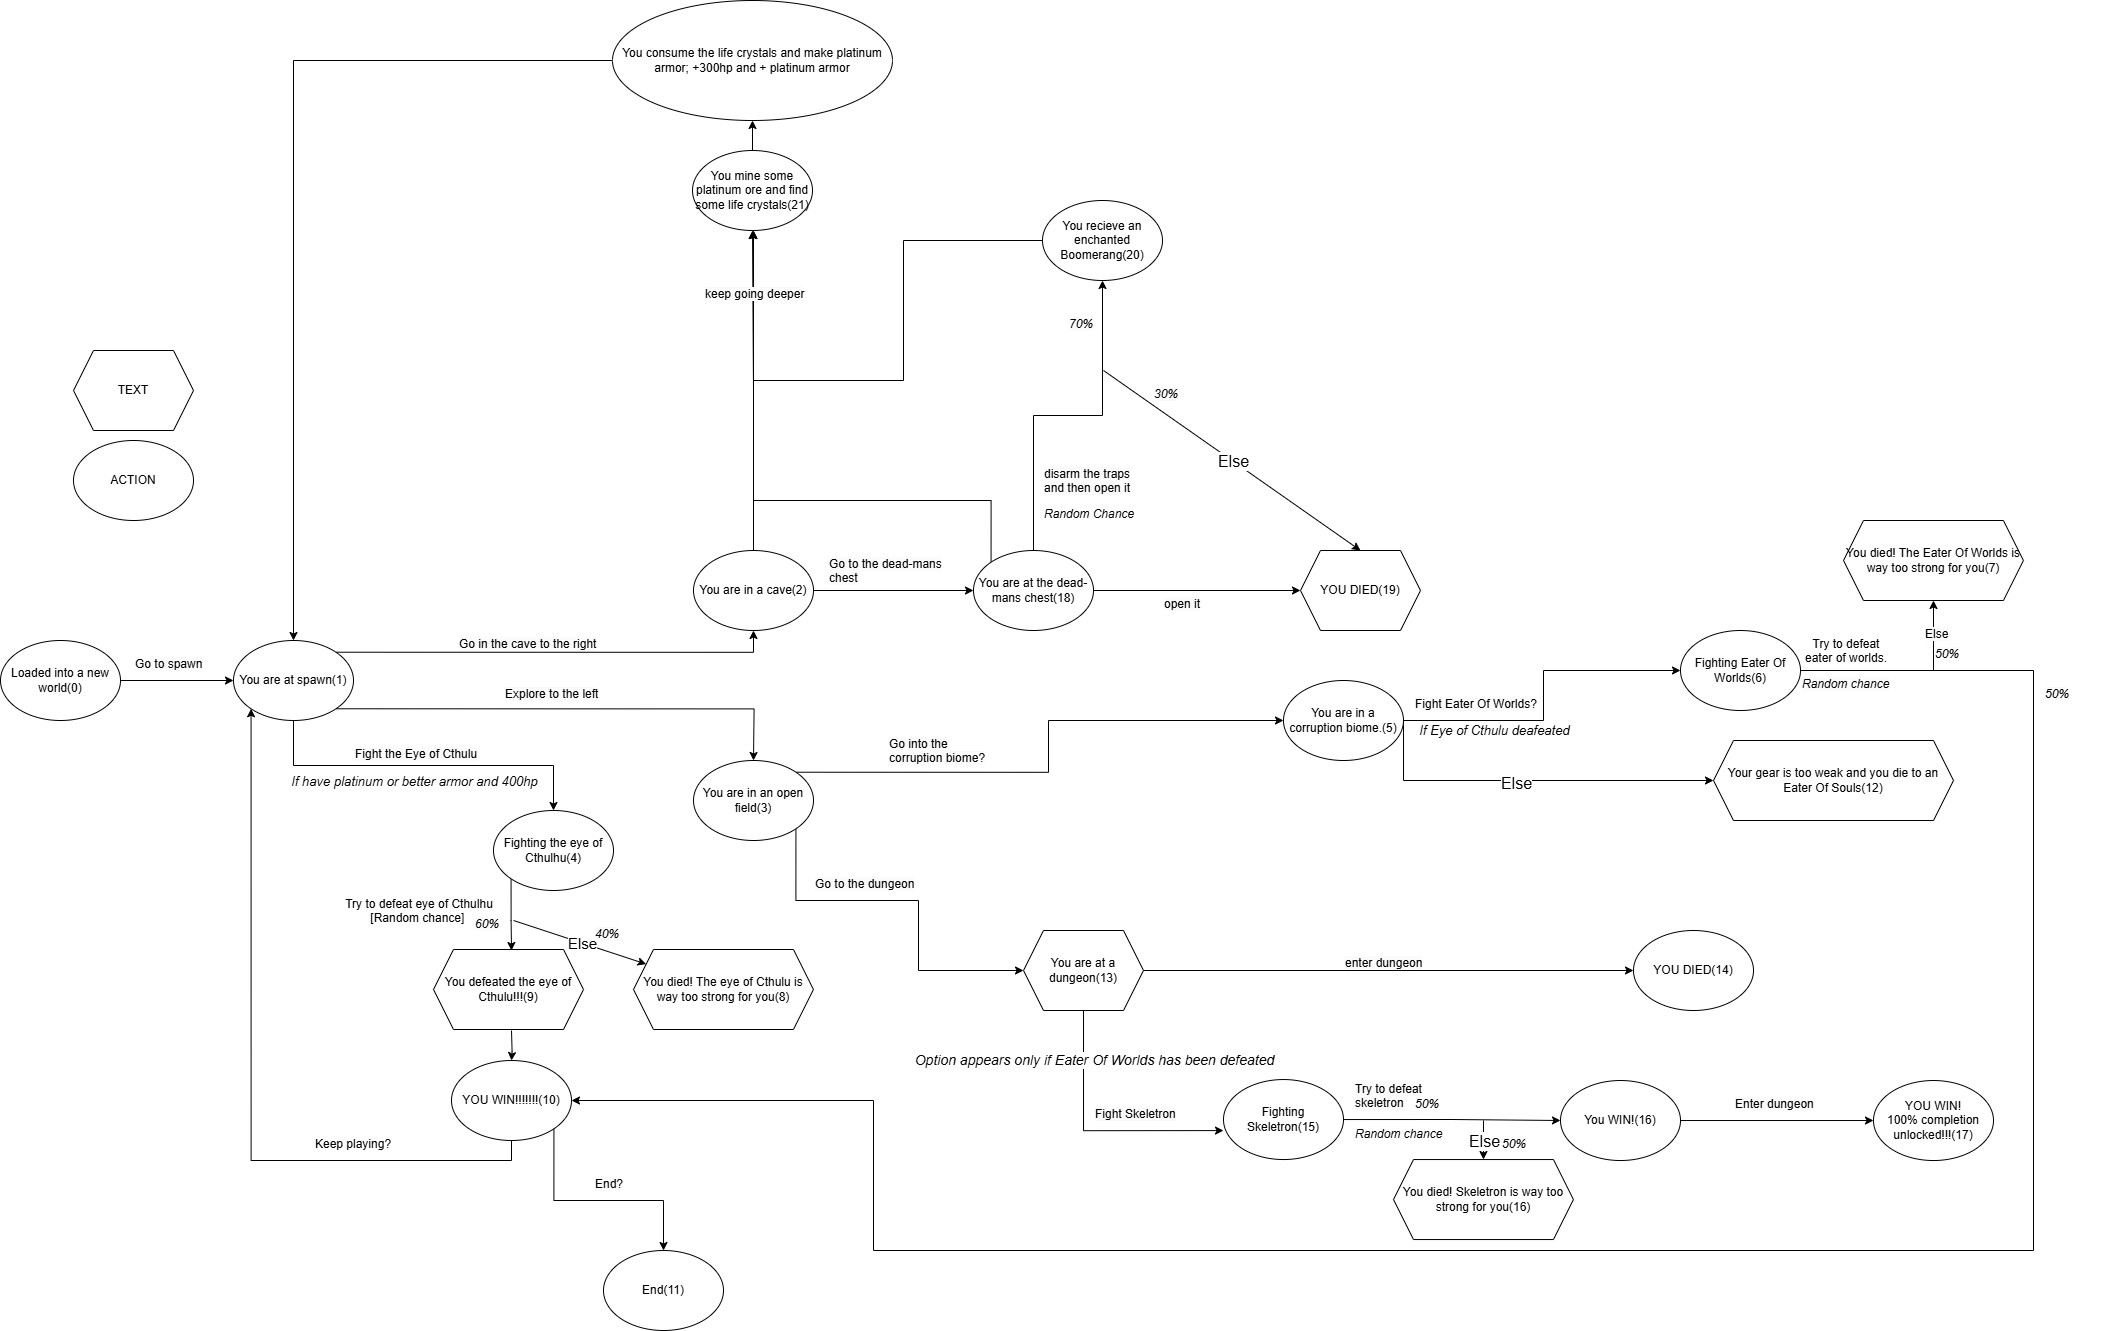 You consume the life crystals and make platinum
armor; +300hp and + platinum armor
You mine some
platinum ore and find
some life crystals(21)
You recieve an
enchanted
Boomerang(20)
keep going deeper
70%
TEXT
30%
Else
ACTION
disarm the traps
and then open it
Random Chance
You are in a cave(2)
Go to the dead-mans
chest
You are at the dead-
mans chest(18)
open it
YOU DIED(19)
You died! The Eater Of Worlds is
way too strong for you(7)
Else
50%
Loaded into a new
world(0)
Go to spawn
You are at spawn(1)
Go in the cave to the right
Explore to the left
Fighting Eater Of
Worlds(6)
Try to defeat
eater of worlds.
Random chance
50%
You are in a
corruption biome.(5)
Fight Eater Of Worlds?
If Eye of Cthulu deafeated
Go into the
corruption biome?
Fight the Eye of Cthulu
If have platinum or better armor and 400hp
You are in an open
field(3)
Else
Your gear is too weak and you die to an
Eater Of Souls(12)
Fighting the eye of
Cthulhu(4)
Go to the dungeon
Try to defeat eye of Cthulhu
[Random chance]
60%
Else
40%
You defeated the eye of
Cthulu!!!(9)
You died! The eye of Cthulu is
way too strong for you(8)
You are at a
dungeon(13)
enter dungeon
YOU DIED(14)
Option appears only if Eater Of Worlds has been defeated
YOU WIN!!!!!!!(10)
Fight Skeletron
Fighting
Skeletron(15)
Try to defeat
skeletron
50%
Random chance
Else
50%
You WIN!(16)
Enter dungeon
YOU WIN!
100% completion
unlocked!!!(17)
Keep playing?
End?
You died! Skeletron is way too
strong for you(16)
End(11)